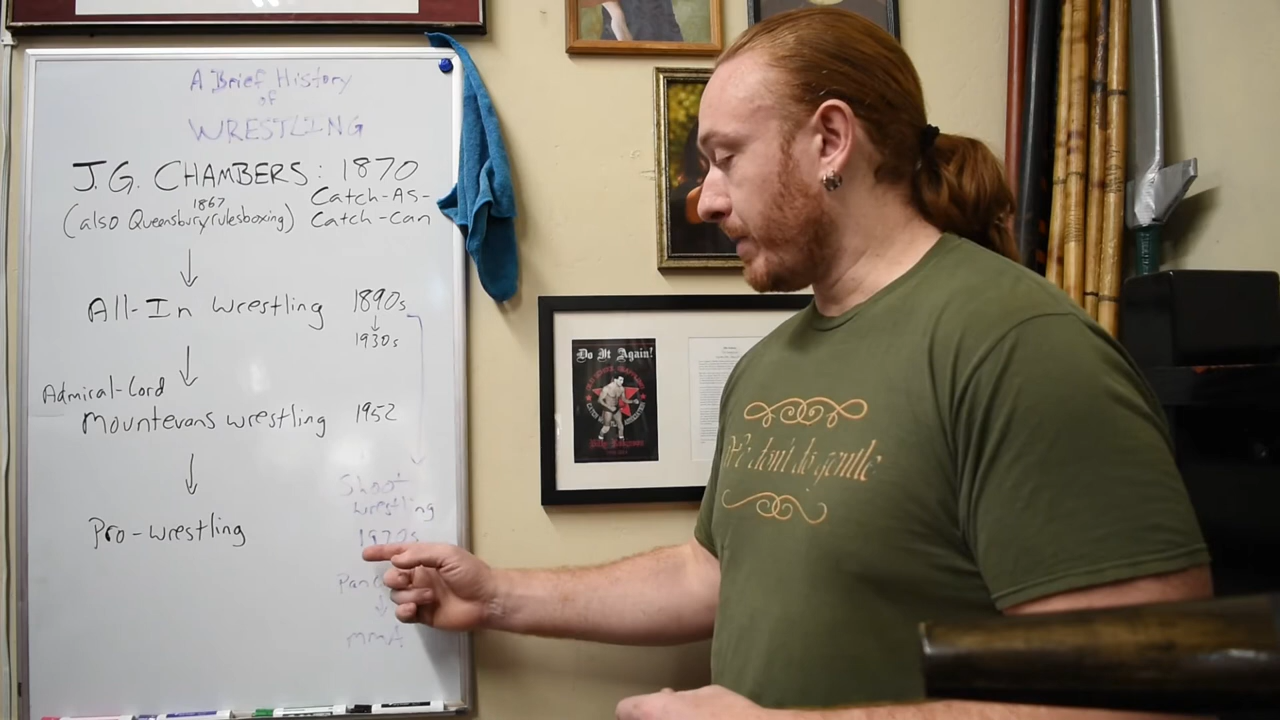 A Brief History
of
WRESTLING
J.G. CHAMBERS: 1870
Catch-As-
Catch-Can
1867
(also Queensbury rules boxing)
All-In wrestling 1890s
1930s
Admiral-Lord
Mountevans wrestling 1952
Shoot
wrestling
Pro-wrestling
1970s
mmA
Do It Again!
We don't do gentle